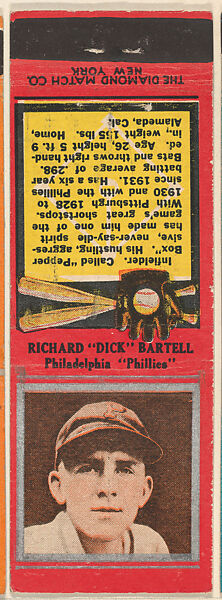 THE DIAMOND MATCH CO.
NEW YORK
Infielder. Called "Pepper
Box". His hustling, aggres-
sive, never-say-die spirit
has made him one of the
game's great shortstops.
With Pittsburgh 1928 to
1930 and with the Phillies
since 1931. Has a six year
batting average of .298.
Bats and throws right-hand-
ed. Age 26, height 5 ft. 9
in., weight 155 lbs. Home,
Alameda, Cal.
RICHARD "DICK" BARTELL
Philadelphia "Phillies"